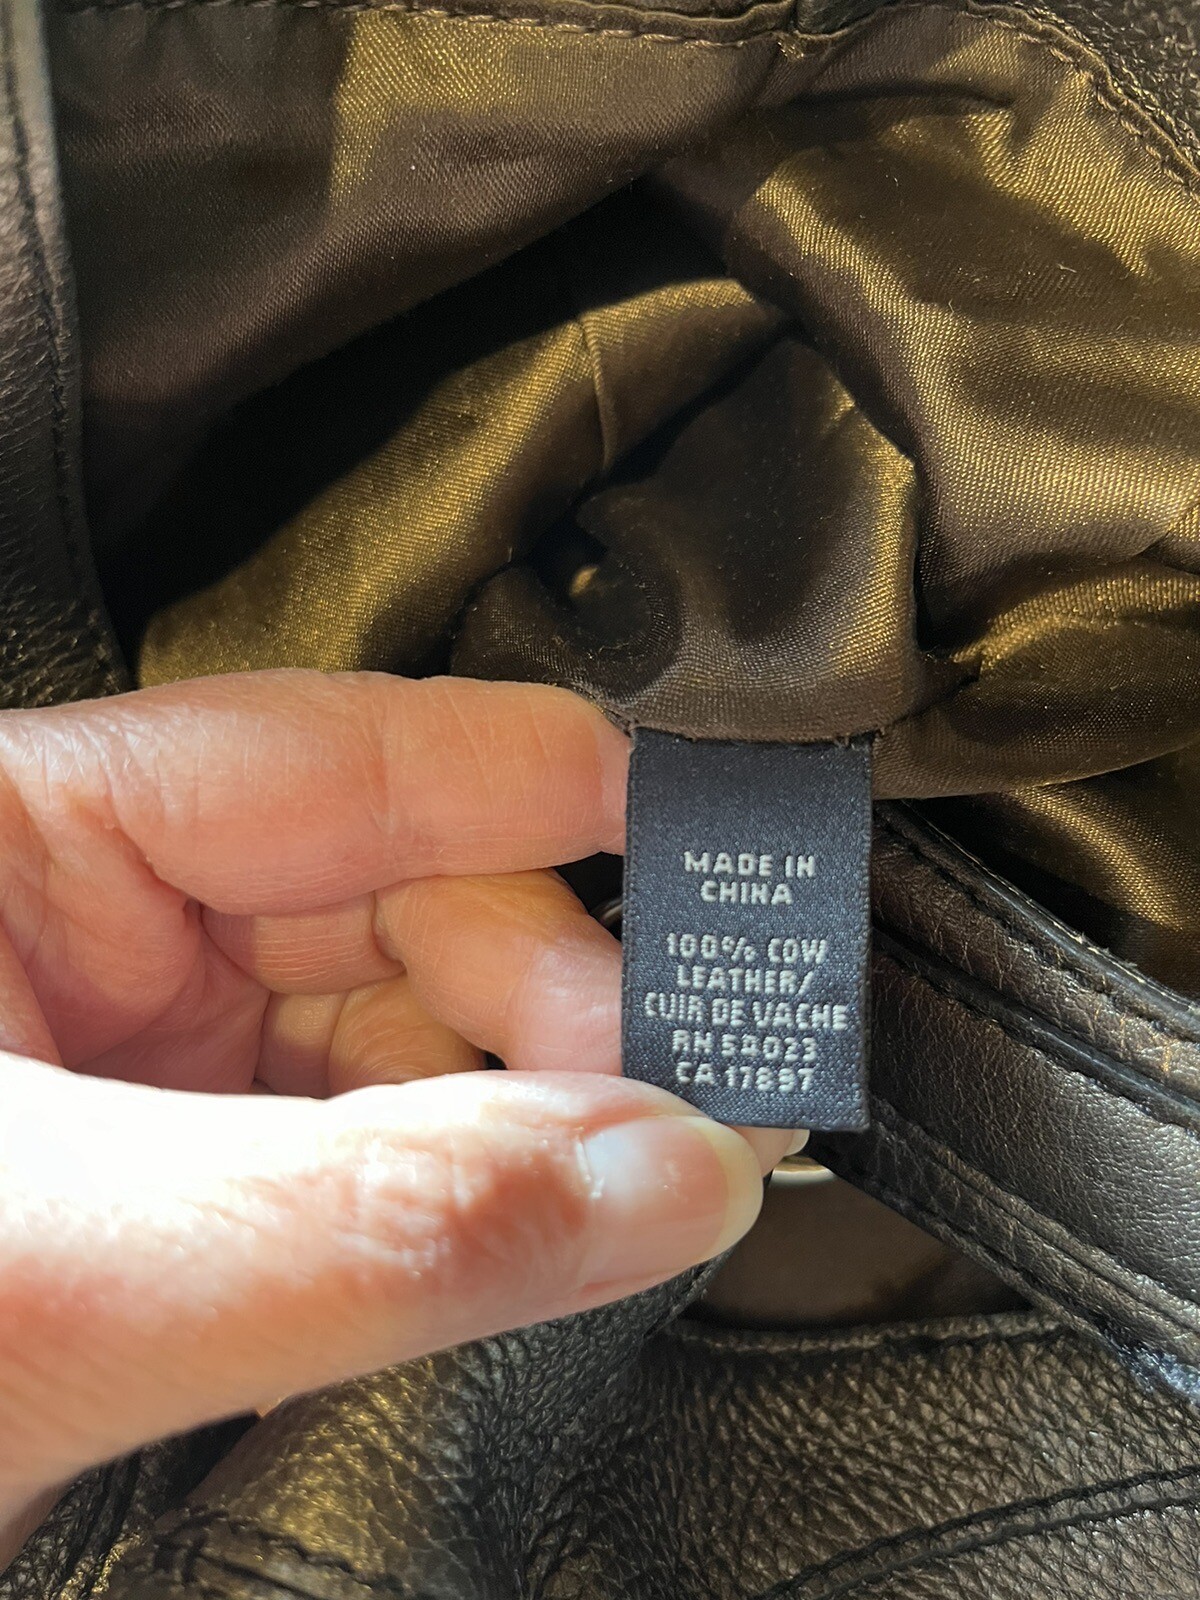 MADE IN
CHINA
100% COW
LEATHER/
CUIR DE VACHE
RN 54023
CA 17897